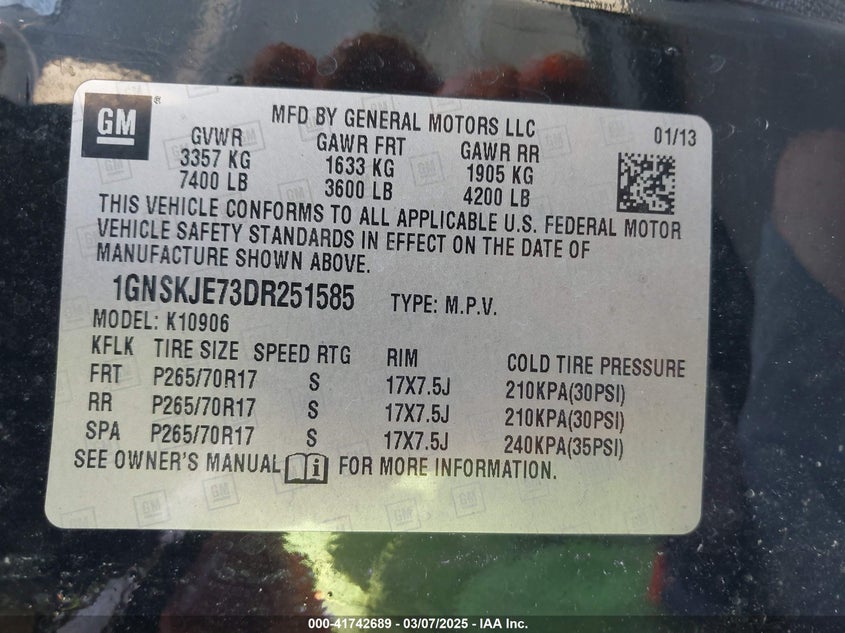 GM
MFD BY GENERAL MOTORS LLC
01/13
GVWR GAWR FRT GAWR RR
3357 KG 1633 KG 1905 KG
7400 LB 3600 LB 4200 LB
THIS VEHICLE CONFORMS TO ALL APPLICABLE U.S. FEDERAL MOTOR
VEHICLE SAFETY STANDARDS IN EFFECT ON THE DATE OF
MANUFACTURE SHOWN ABOVE.
1GNSKJE73DR251585 TYPE: M.P.V.
MODEL: K10906
KFLK TIRE SIZE SPEED RTG RIM COLD TIRE PRESSURE
FRT P265/70R17 S 17X7.5J 210KPA(30PSI)
RR P265/70R17 S 17X7.5J 210KPA(30PSI)
SPA P265/70R17 S 17X7.5J 240KPA(35PSI)
SEE OWNER'S MANUAL i FOR MORE INFORMATION.
000-41742689 - 03/07/2025 - IAA Inc.